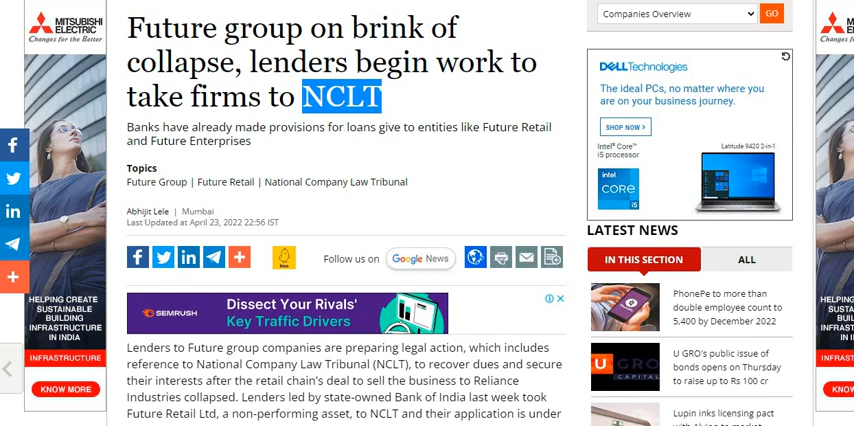 MITSUBISHI
ELECTRIC
Changes for the Better
HELPING CREATE
SUSTAINABLE
BUILDING
INFRASTRUCTURE
IN INDIA
INFRASTRUCTURE
KNOW MORE
Future group on brink of
collapse, lenders begin work to
take firms to NCLT
Banks have already made provisions for loans give to entities like Future Retail
and Future Enterprises
Topics
Future Group | Future Retail | National Company Law Tribunal
Abhijit Lele | Mumbai
Last Updated at April 23, 2022 22:56 IST
Koo
Follow us on Google News
SEMRUSH
Dissect Your Rivals'
Key Traffic Drivers
Lenders to Future group companies are preparing legal action, which includes
reference to National Company Law Tribunal (NCLT), to recover dues and secure
their interests after the retail chain's deal to sell the business to Reliance
Industries collapsed. Lenders led by state-owned Bank of India last week took
Future Retail Ltd, a non-performing asset, to NCLT and their application is under
Companies Overview
GO
DELLTechnologies
The ideal PCs, no matter where you
are on your business journey.
SHOP NOW
Intel® Core™
i5 processor
Latitude 9420 2-in-1
intel
CORE
i5
LATEST NEWS
IN THIS SECTION
ALL
PhonePe to more than
double employee count to
5,400 by December 2022
U GRO
CAPITAL
U GRO's public issue of
bonds opens on Thursday
to raise up to Rs 100 cr
Lupin inks licensing pact